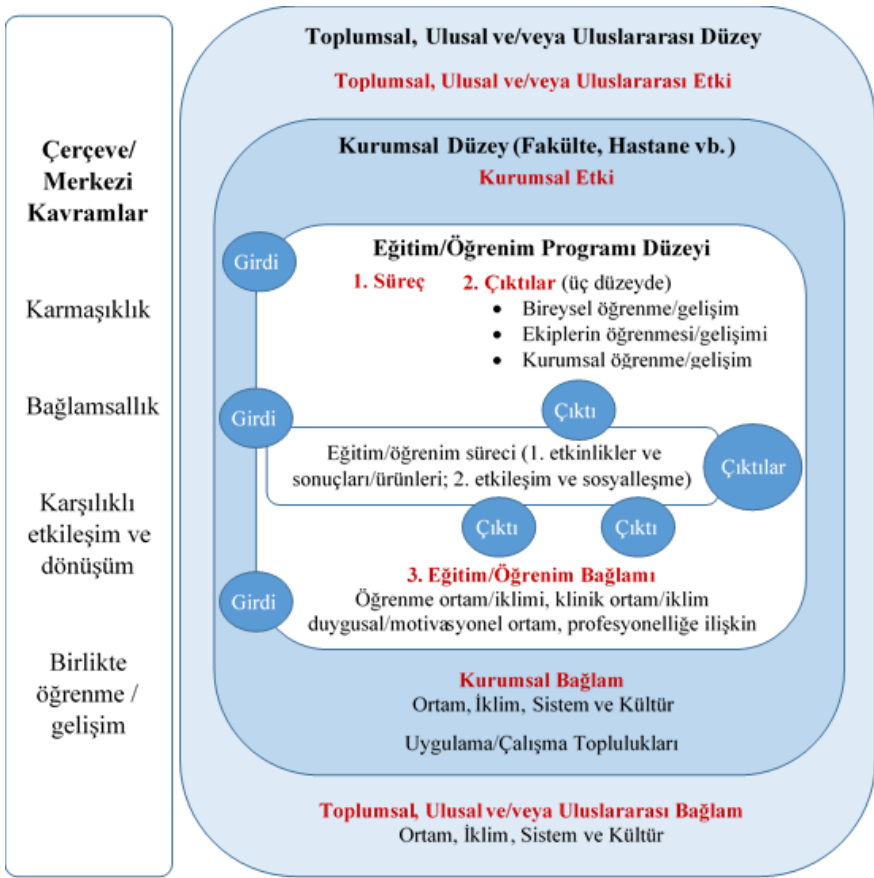 Çerçeve/
Merkezi
Kavramlar
Karmaşıklık
Bağlamsallık
Karşılıklı
etkileşim ve
dönüşüm
Birlikte
öğrenme /
gelişim
Toplumsal, Ulusal ve/veya Uluslararası Düzey
Toplumsal, Ulusal ve/veya Uluslararası Etki
Kurumsal Düzey (Fakülte, Hastane vb.)
Kurumsal Etki
Girdi
Eğitim/Öğrenim Programı Düzeyi
1. Süreç
2. Çıktılar (üç düzeyde)
• Bireysel öğrenme/gelişim
• Ekiplerin öğrenmesi/gelişimi
• Kurumsal öğrenme/gelişim
Girdi
Çıktı
Eğitim/öğrenim süreci (1. etkinlikler ve
sonuçları/ürünleri; 2. etkileşim ve sosyalleşme)
Çıktılar
Çıktı
Çıktı
Girdi
3. Eğitim/Öğrenim Bağlamı
Öğrenme ortam/iklimi, klinik ortam/iklim
duygusal/motivasyonel ortam, profesyonelliğe ilişkin
Kurumsal Bağlam
Ortam, İklim, Sistem ve Kültür
Uygulama/Çalışma Toplulukları
Toplumsal, Ulusal ve/veya Uluslararası Bağlam
Ortam, İklim, Sistem ve Kültür